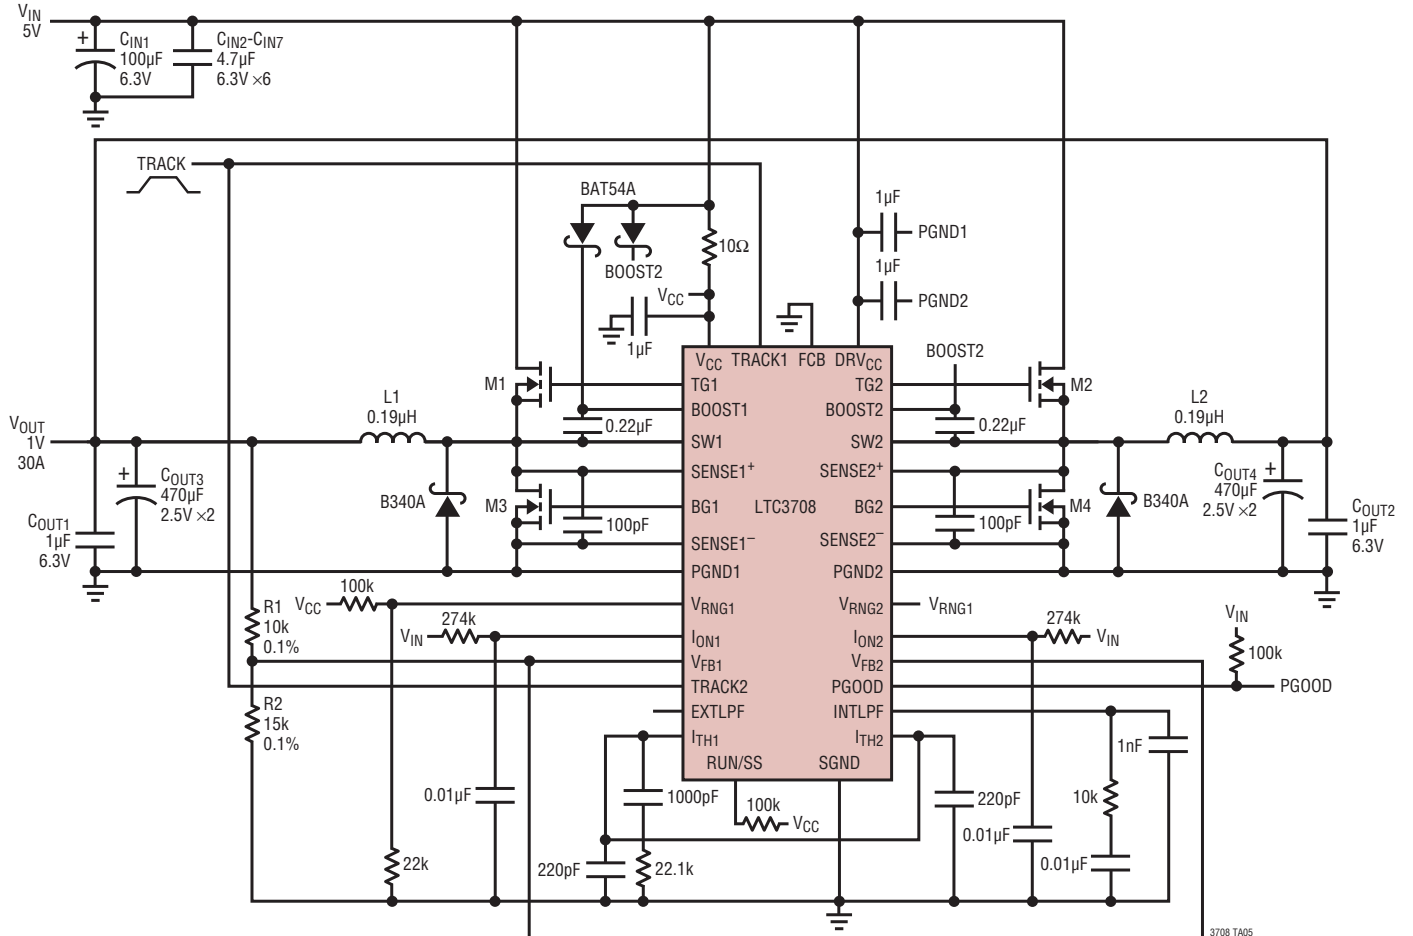 VIN
5V
+
CIN1
100µF
6.3V
CIN2-CIN7
4.7µF
6.3V ×6
TRACK
BAT54A
BOOST2
10Ω
VCC
1µF
1µF
PGND1
1µF
PGND2
BOOST2
VCC TRACK1 FCB DRVCC
M1
TG1
TG2
M2
BOOST1
BOOST2
0.22µF
0.22µF
L1
0.19µH
L2
0.19µH
VOUT
1V
30A
SW1
SW2
SENSE1+
SENSE2+
+
COUT3
470µF
2.5V ×2
B340A
M3
BG1
LTC3708
BG2
M4
B340A
COUT4
+
470µF
2.5V ×2
COUT1
1µF
6.3V
100pF
100pF
COUT2
1µF
6.3V
SENSE1−
SENSE2−
PGND1
PGND2
VCC
100k
VRNG1
VRNG2
VRNG1
R1
10k
0.1%
VIN
274k
ION1
ION2
274k
VIN
VIN
100k
VFB1
VFB2
TRACK2
PGOOD
PGOOD
R2
15k
0.1%
EXTLPF
INTLPF
ITH1
ITH2
1nF
RUN/SS
SGND
0.01µF
1000pF
100k
VCC
220pF
10k
0.01µF
22k
220pF
22.1k
0.01µF
3708 TA05